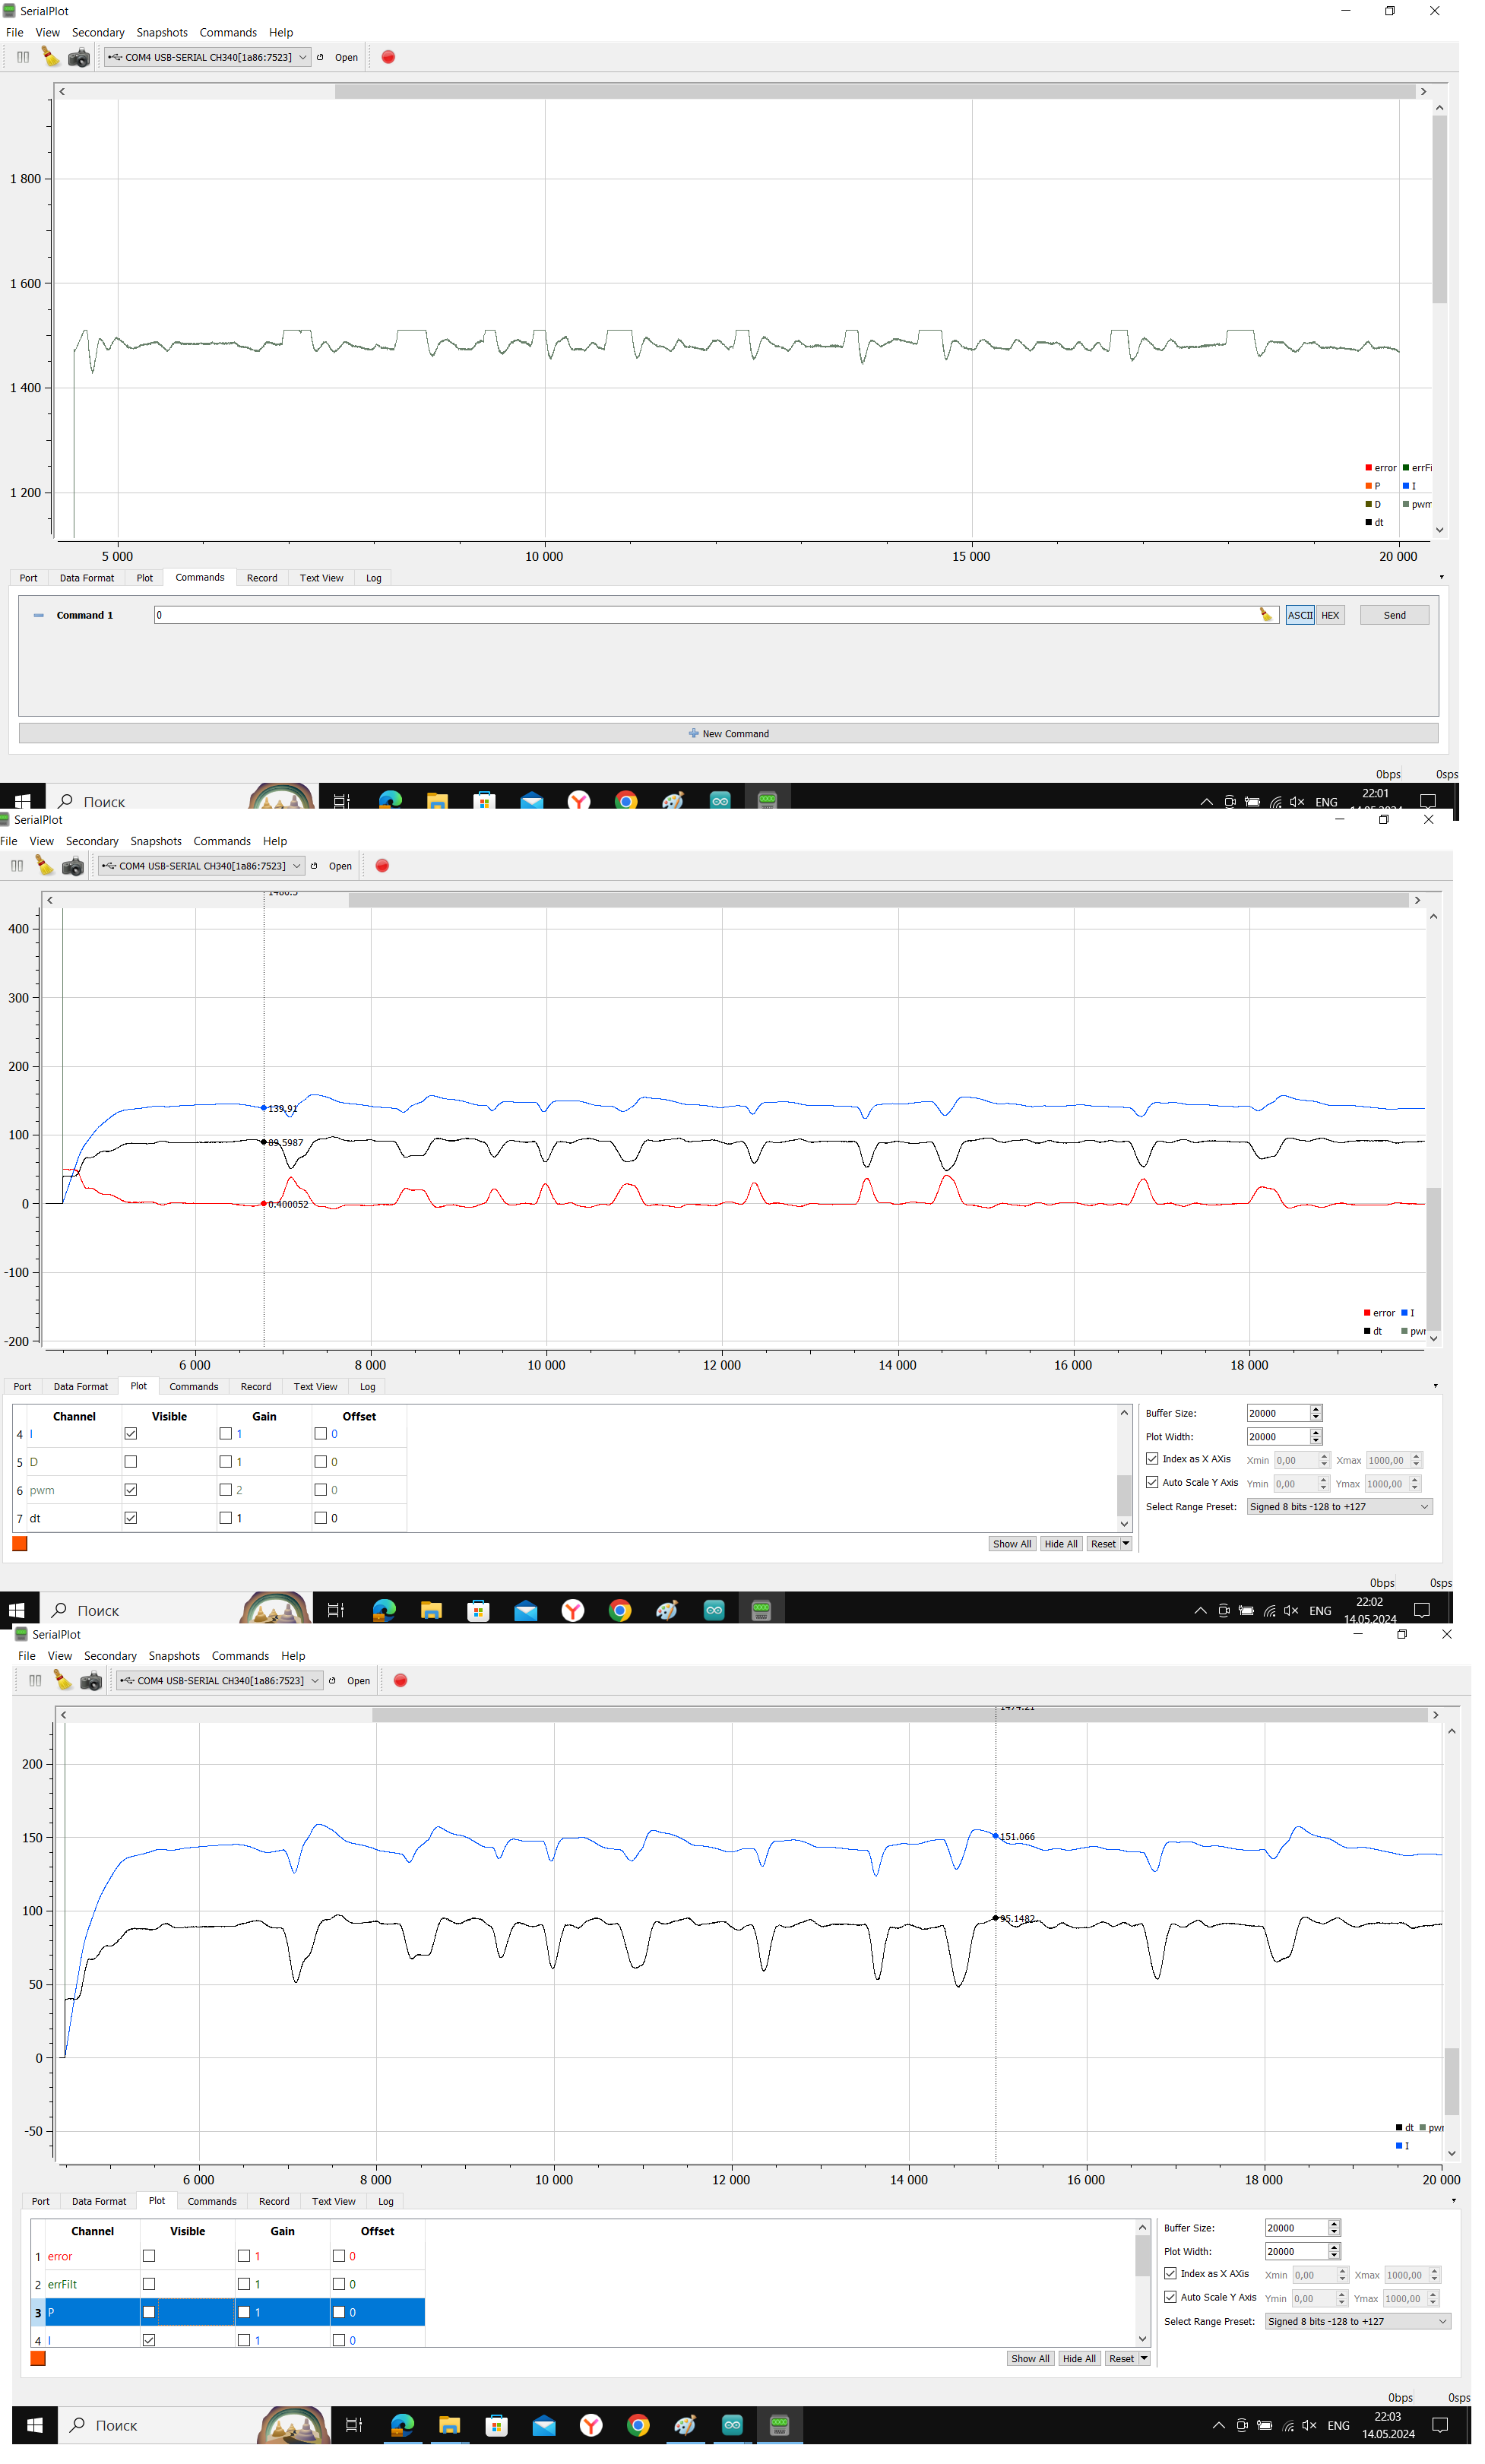 SerialPlot
File View Secondary Snapshots Commands Help
COM4 USB-SERIAL CH340[1a86:7523] Open
1 800
1 600
1 400
1 200
error errFi
P I
D pwm
dt
5 000 10 000 15 000 20 000
Port Data Format Plot Commands Record Text View Log
Command 1 0 ASCII HEX Send
New Command
0bps 0sps
Поиск ENG 22:01
SerialPlot
File View Secondary Snapshots Commands Help
COM4 USB-SERIAL CH340[1a86:7523] Open
400
300
200
139.91
100
89.5987
0
0.400052
-100
-200
error I
dt pwm
6 000 8 000 10 000 12 000 14 000 16 000 18 000
Port Data Format Plot Commands Record Text View Log
Channel Visible Gain Offset
4 I 1 0
5 D 1 0
6 pwm 2 0
7 dt 1 0
Show All Hide All Reset
Buffer Size: 20000
Plot Width: 20000
Index as X AXis Xmin 0,00 Xmax 1000,00
Auto Scale Y Axis Ymin 0,00 Ymax 1000,00
Select Range Preset: Signed 8 bits -128 to +127
0bps 0sps
Поиск ENG 22:02
14.05.2024
SerialPlot
File View Secondary Snapshots Commands Help
COM4 USB-SERIAL CH340[1a86:7523] Open
200
150
151.066
100
95.1482
50
0
-50
dt pwr
I
6 000 8 000 10 000 12 000 14 000 16 000 18 000 20 000
Port Data Format Plot Commands Record Text View Log
Channel Visible Gain Offset
1 error 1 0
2 errFilt 1 0
3 P 1 0
4 I 1 0
Show All Hide All Reset
Buffer Size: 20000
Plot Width: 20000
Index as X AXis Xmin 0,00 Xmax 1000,00
Auto Scale Y Axis Ymin 0,00 Ymax 1000,00
Select Range Preset: Signed 8 bits -128 to +127
0bps 0sps
Поиск ENG 22:03
14.05.2024